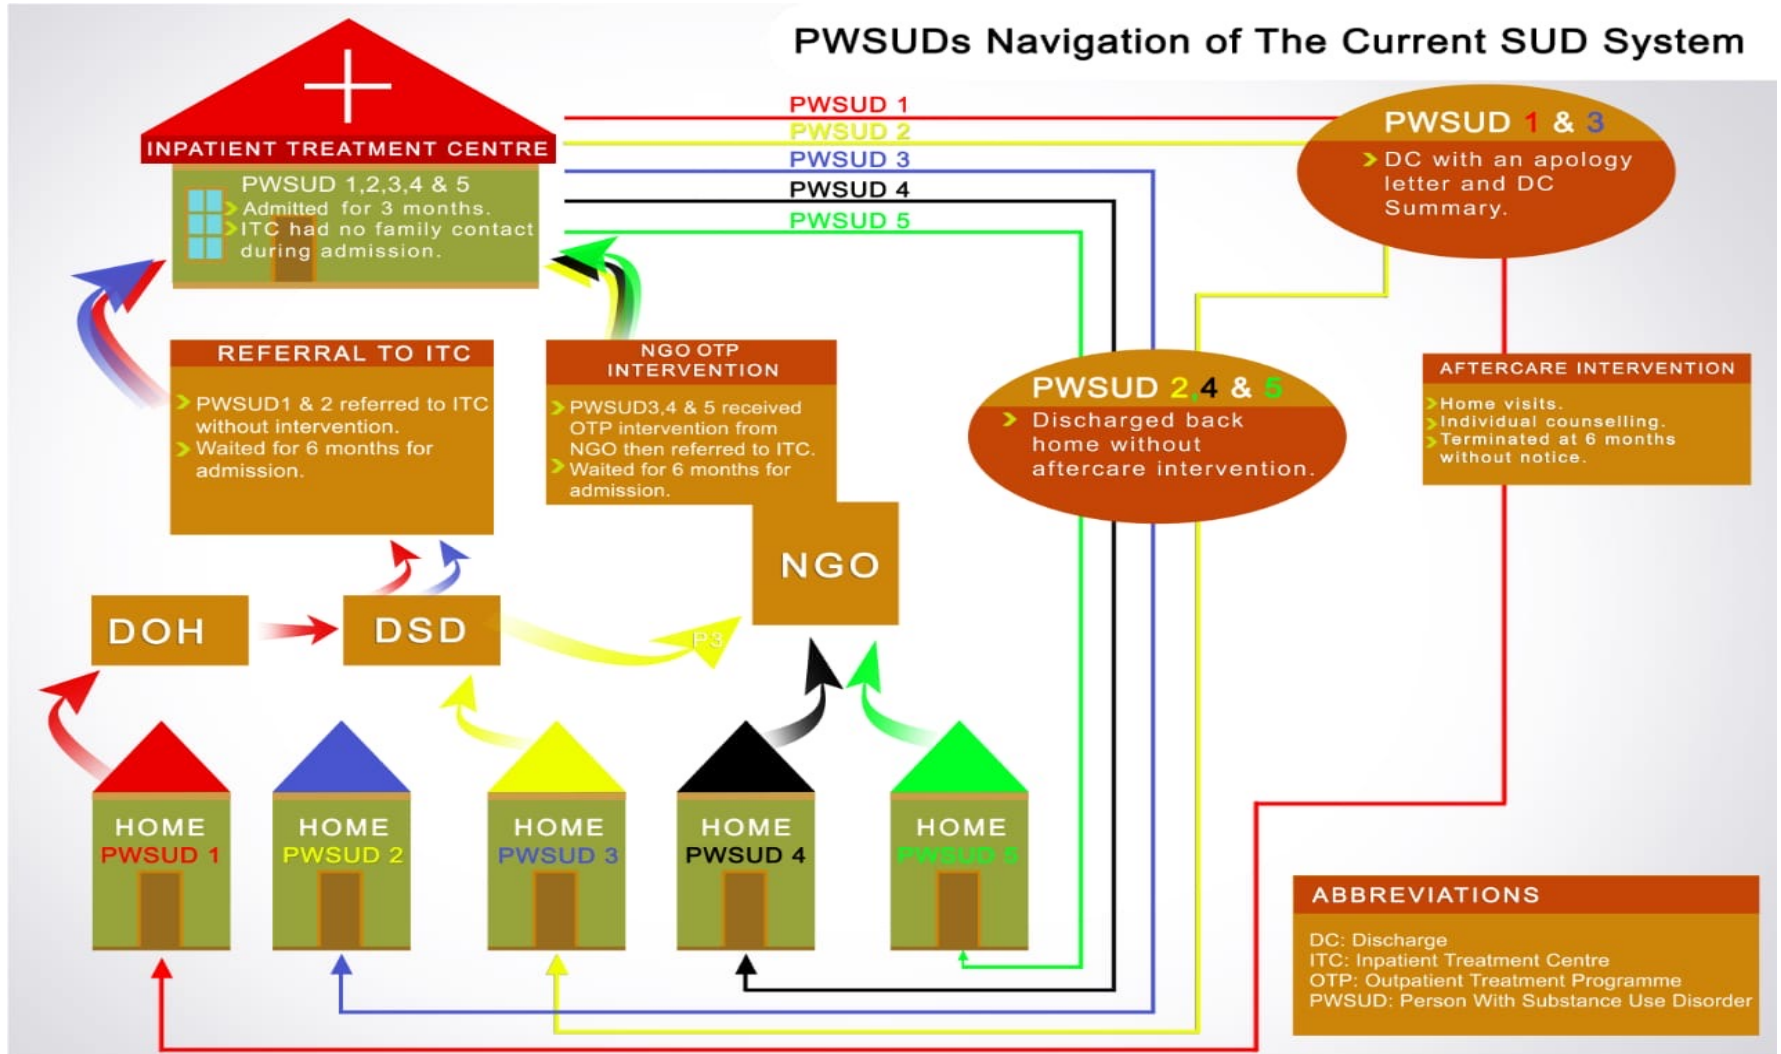 PWSUDs Navigation of The Current SUD System
INPATIENT TREATMENT CENTRE
PWSUD 1,2,3,4 & 5
Admitted for 3 months.
ITC had no family contact
during admission.
PWSUD 1
PWSUD 2
PWSUD 3
PWSUD 4
PWSUD 5
PWSUD 1 & 3
DC with an apology
letter and DC
Summary.
REFERRAL TO ITC
PWSUD1 & 2 referred to ITC
without intervention.
Waited for 6 months for
admission.
NGO OTP
INTERVENTION
PWSUD3,4 & 5 received
OTP intervention from
NGO then referred to ITC.
Waited for 6 months for
admission.
PWSUD 2,4 & 5
Discharged back
home without
aftercare intervention.
AFTERCARE INTERVENTION
Home visits.
Individual counselling.
Terminated at 6 months
without notice.
NGO
DOH
DSD
P3
HOME
PWSUD 1
HOME
PWSUD 2
HOME
PWSUD 3
HOME
PWSUD 4
HOME
PWSUD 5
ABBREVIATIONS
DC: Discharge
ITC: Inpatient Treatment Centre
OTP: Outpatient Treatment Programme
PWSUD: Person With Substance Use Disorder